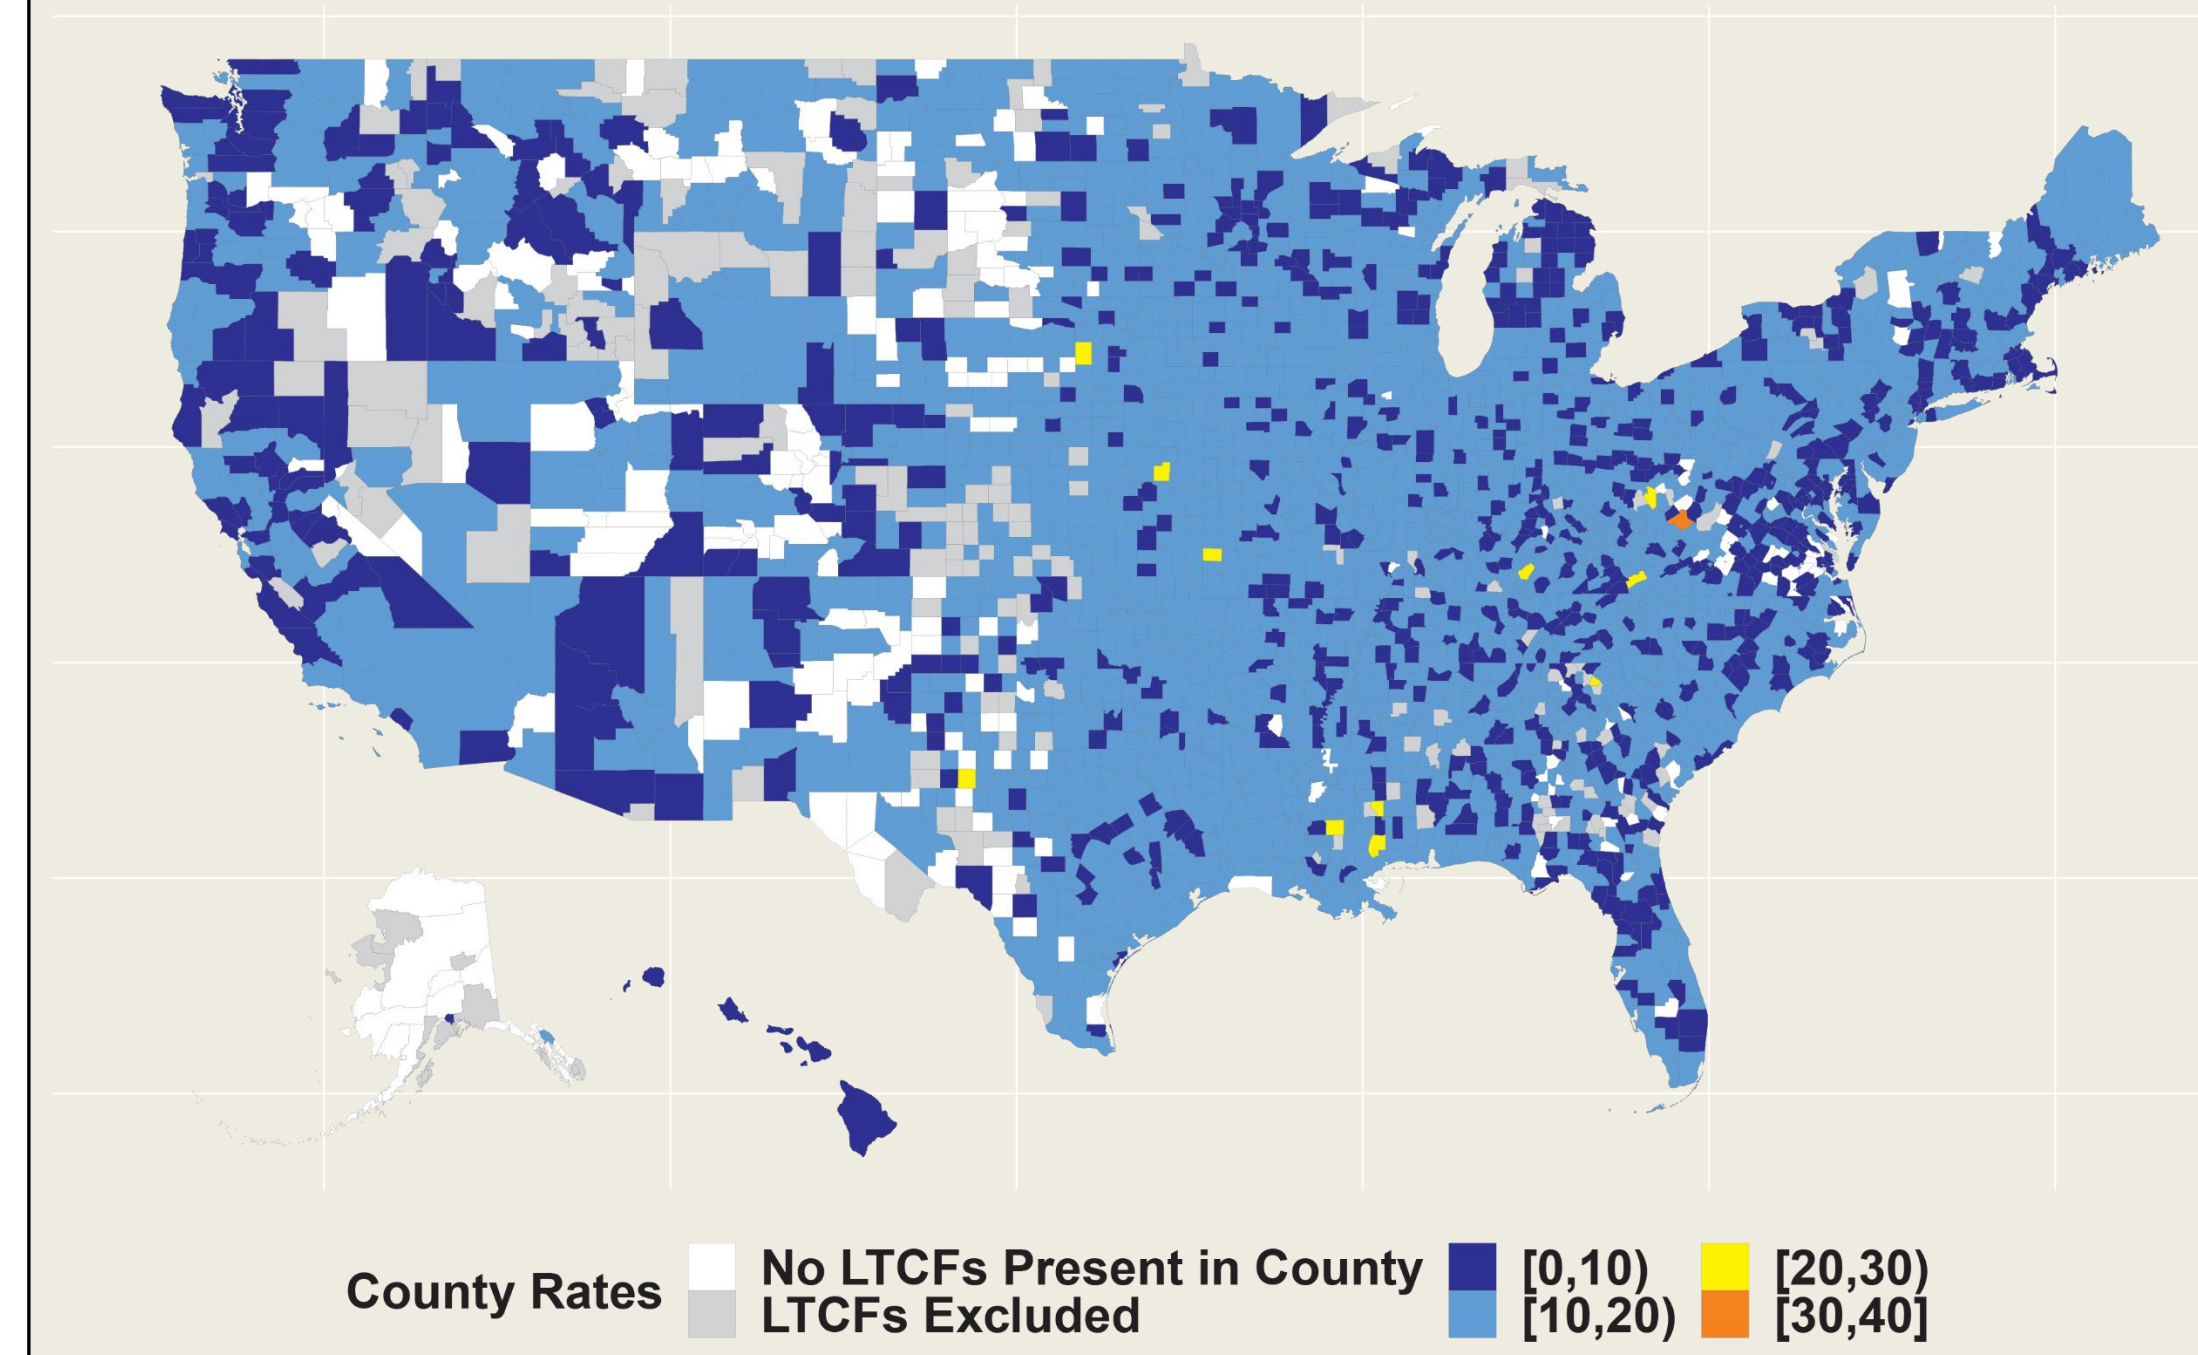 County Rates
No LTCFs Present in County
LTCFs Excluded
[0,10)
[10,20)
[20,30)
[30,40]